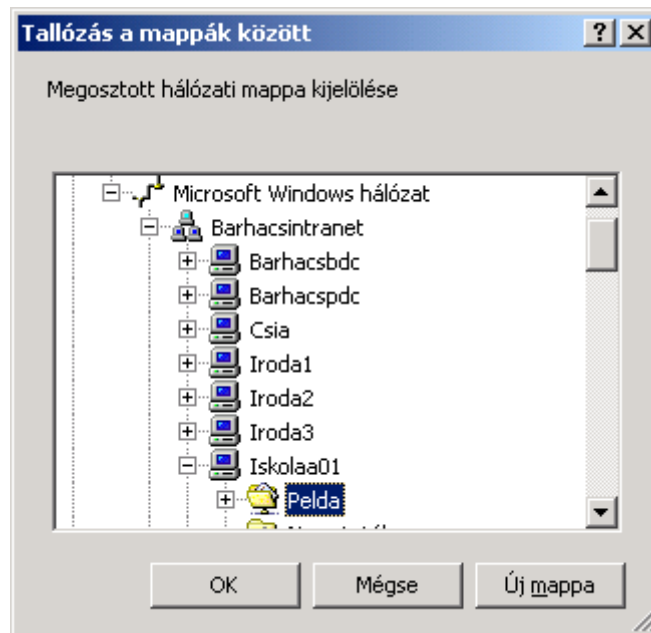 Tallózás a mappák között
Megosztott hálózati mappa kijelölése
Microsoft Windows hálózat
Barhacsintranet
Barhacsbdc
Barhacspdc
Csia
Iroda1
Iroda2
Iroda3
Iskolaa01
Pelda
OK Mégse Új mappa